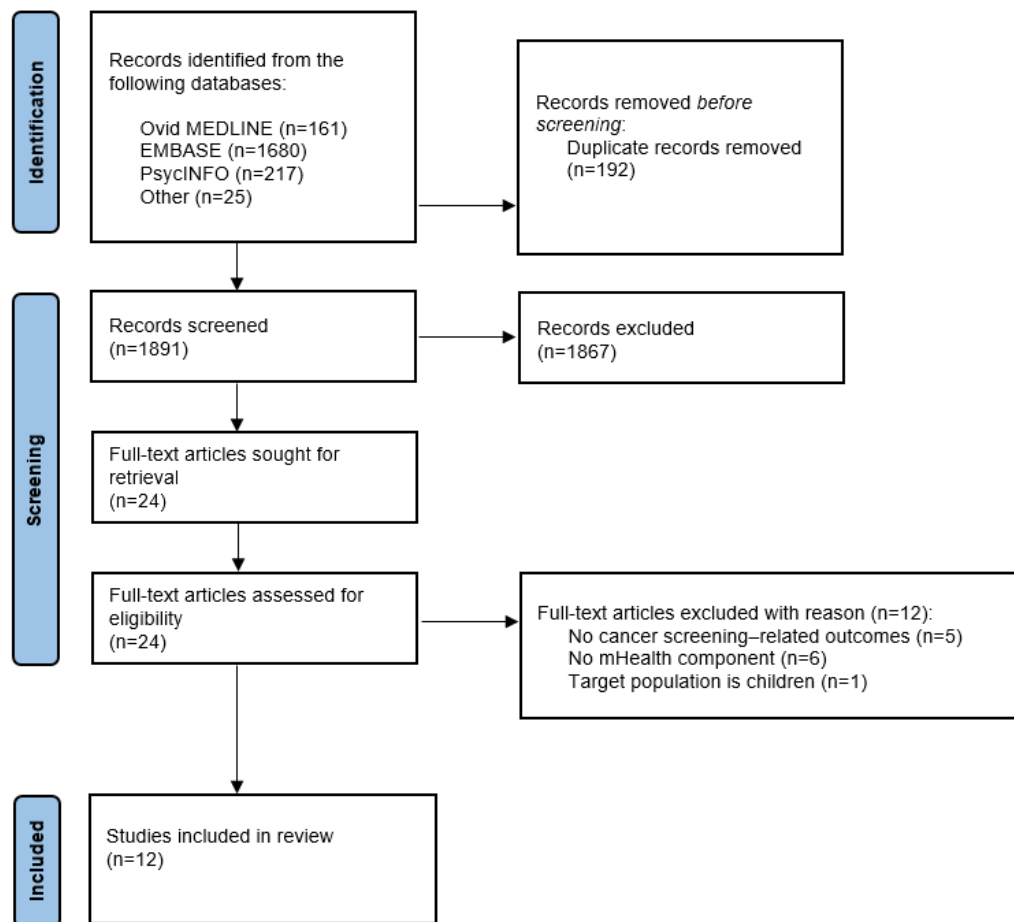 Identification
Records identified from the
following databases:
Ovid MEDLINE (n=161)
EMBASE (n=1680)
PsycINFO (n=217)
Other (n=25)
Records removed before
screening:
Duplicate records removed
(n=192)
Screening
Records screened
(n=1891)
Records excluded
(n=1867)
Full-text articles sought for
retrieval
(n=24)
Full-text articles assessed for
eligibility
(n=24)
Full-text articles excluded with reason (n=12):
No cancer screening–related outcomes (n=5)
No mHealth component (n=6)
Target population is children (n=1)
Included
Studies included in review
(n=12)